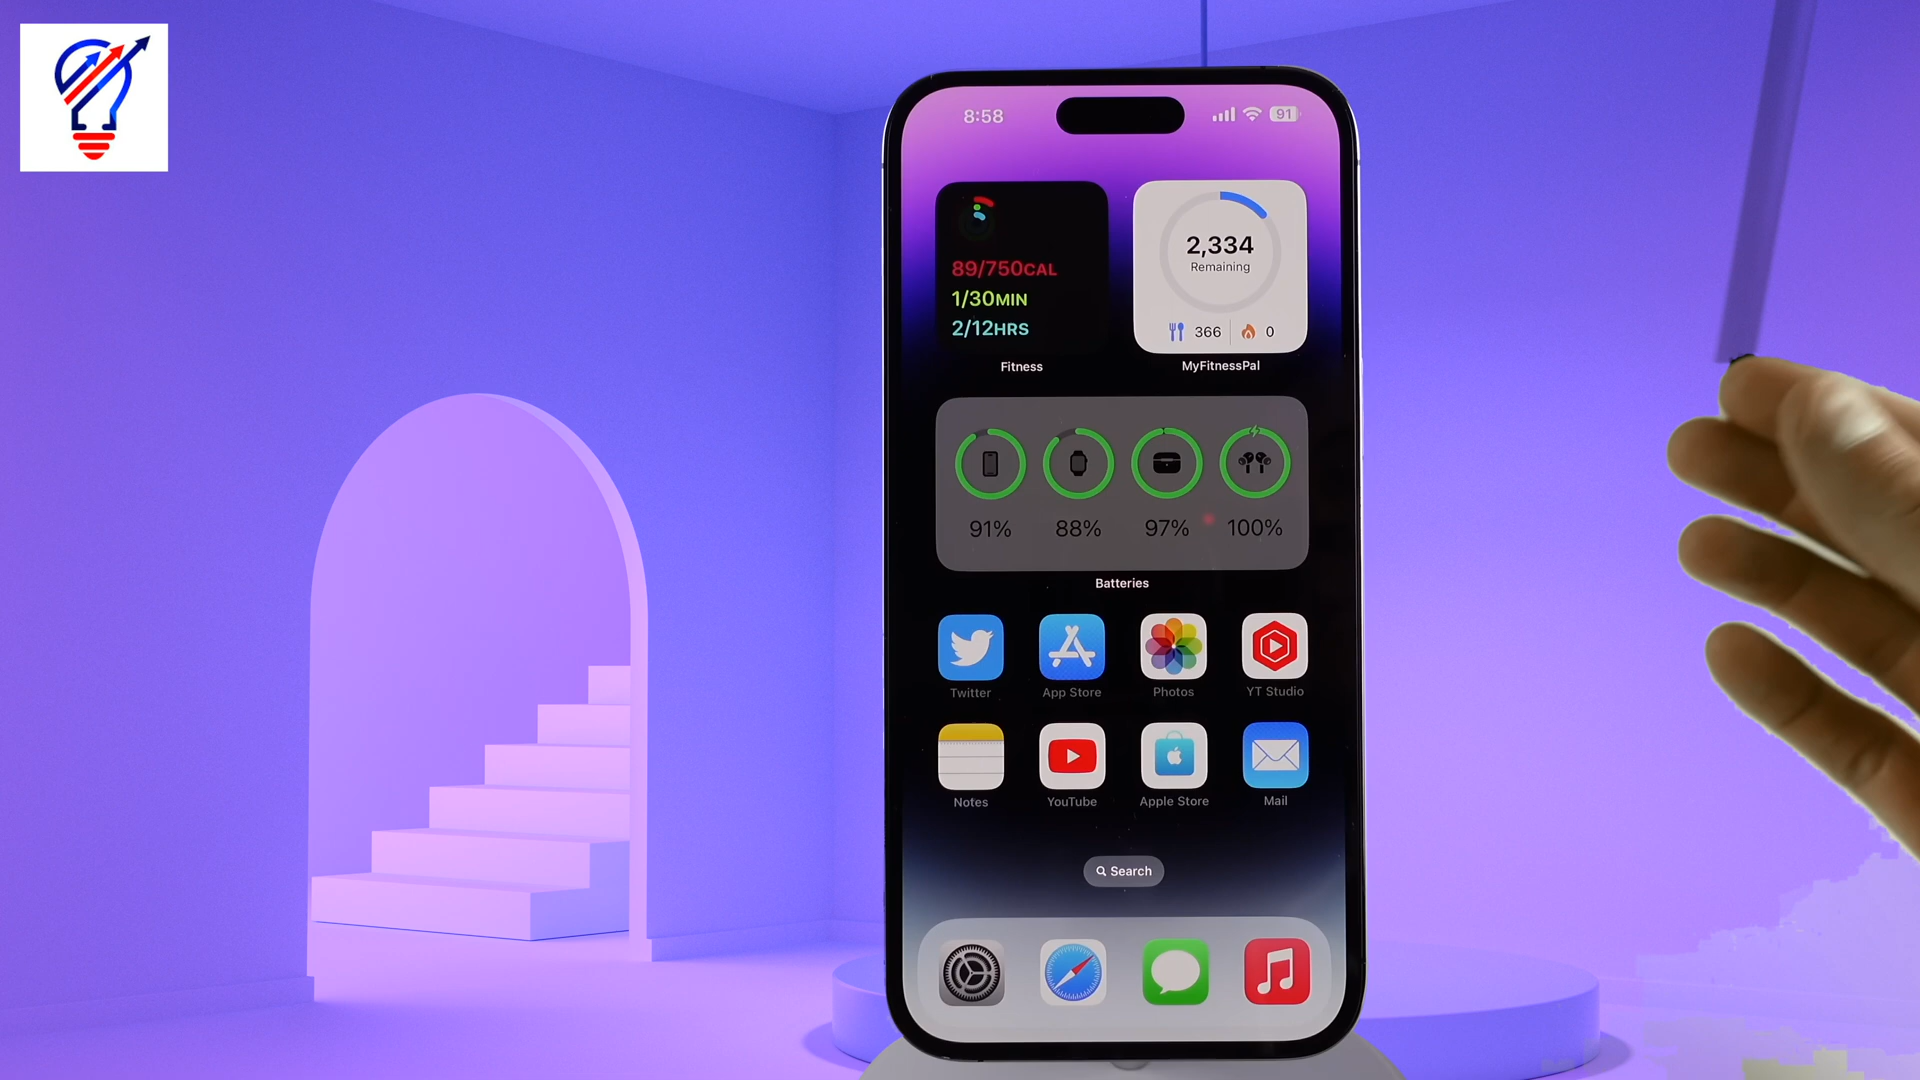 8:58
91
89/750CAL
1/30MIN
2/12HRS
Fitness
2,334
Remaining
366
0
MyFitnessPal
91%
88%
97%
100%
Batteries
Twitter
App Store
Photos
YT Studio
Notes
YouTube
Apple Store
Mail
Search